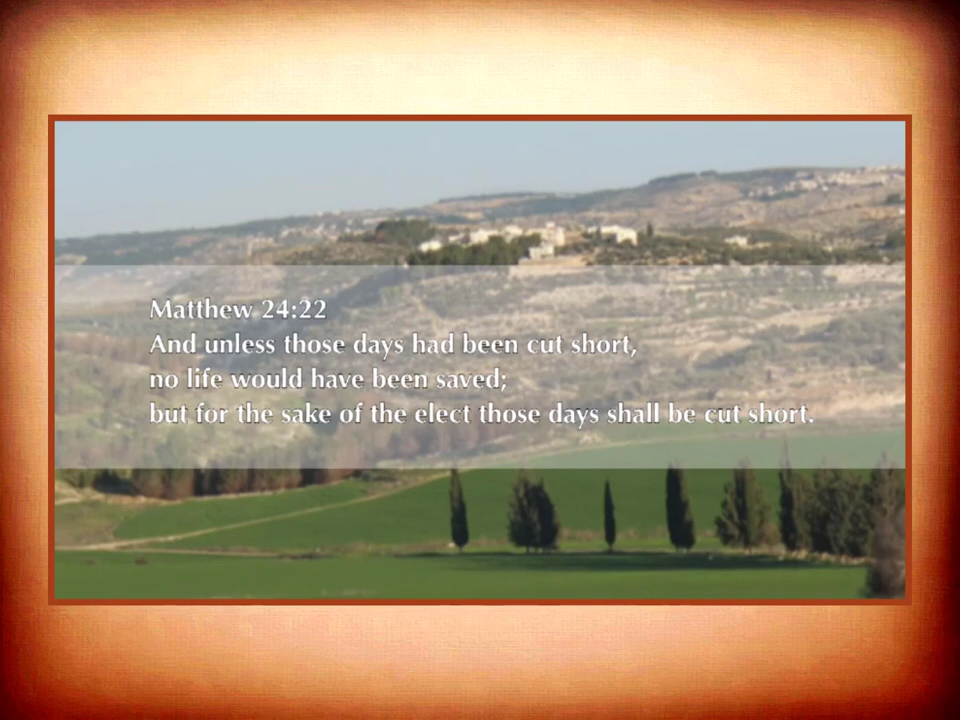 Matthew 24:22
And unless those days had been cut short,
no life would have been saved;
but for the sake of the elect those days shall be cut short.